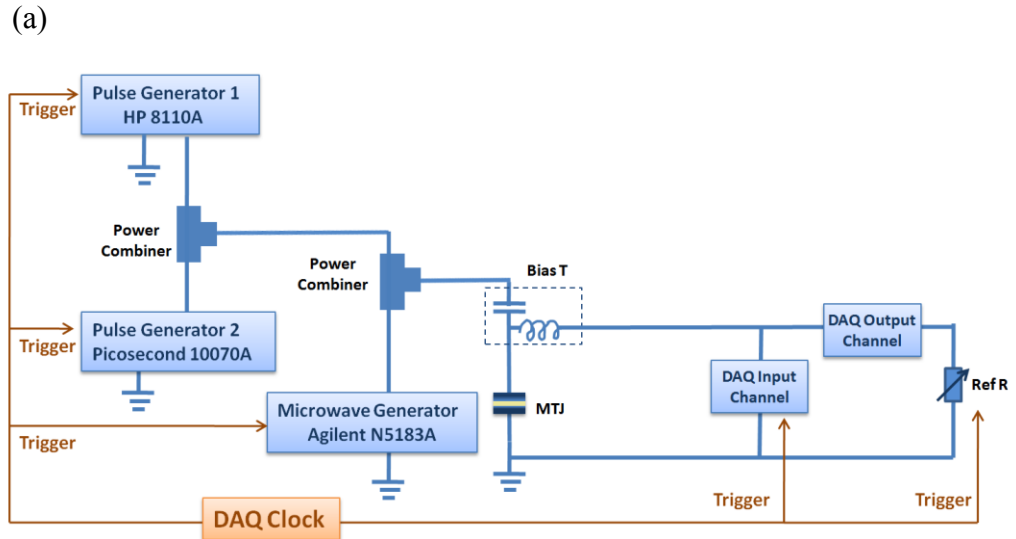 (a)
Pulse Generator 1
HP 8110A
Trigger
Power
Combiner
Power
Combiner
Bias T
Pulse Generator 2
Picosecond 10070A
Trigger
DAQ Output
Channel
DAQ Input
Channel
Ref R
MTJ
Microwave Generator
Agilent N5183A
Trigger
Trigger
Trigger
DAQ Clock